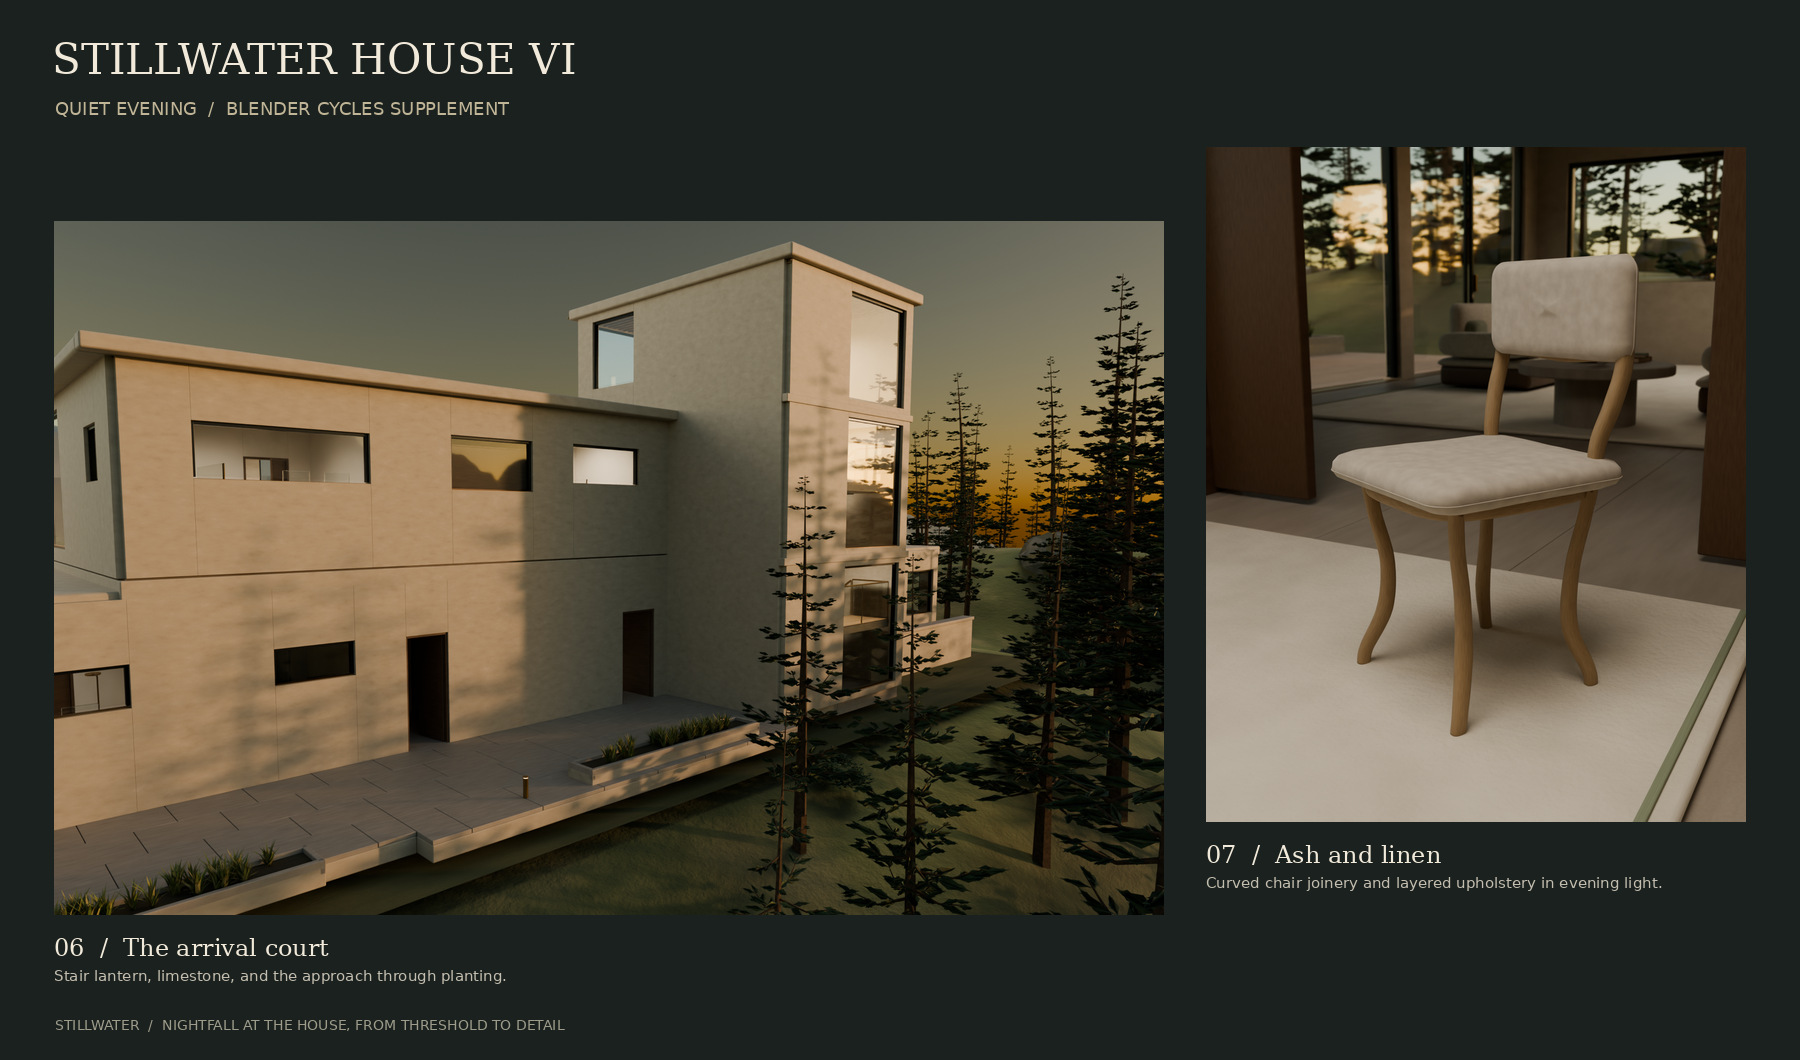 STILLWATER HOUSE VI
QUIET EVENING / BLENDER CYCLES SUPPLEMENT
06 / The arrival court
Stair lantern, limestone, and the approach through planting.
07 / Ash and linen
Curved chair joinery and layered upholstery in evening light.
STILLWATER / NIGHTFALL AT THE HOUSE, FROM THRESHOLD TO DETAIL